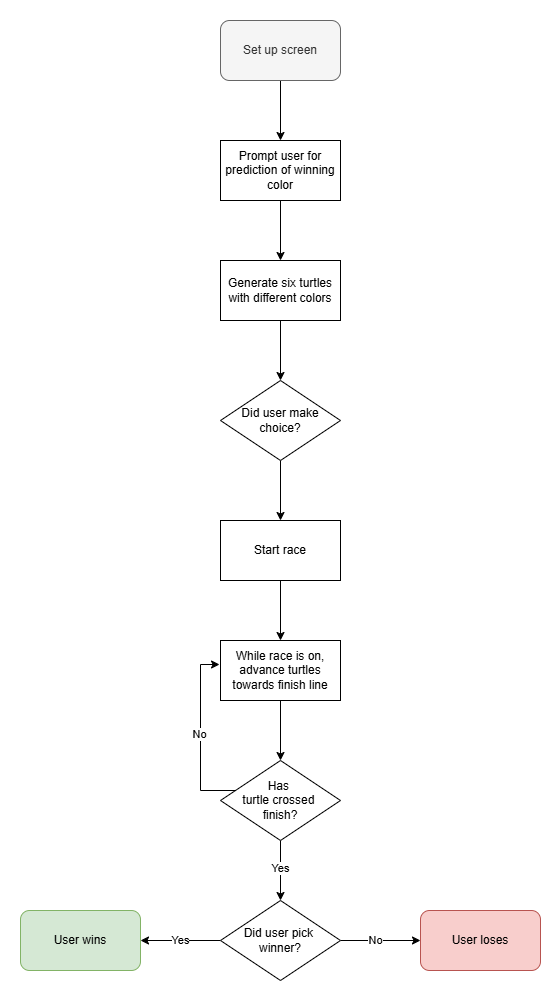 Set up screen
Prompt user for
prediction of winning
color
Generate six turtles
with different colors
Did user make
choice?
Start race
While race is on,
advance turtles
towards finish line
No
Has
turtle crossed
finish?
Yes
Did user pick
winner?
User wins
Yes
No
User loses